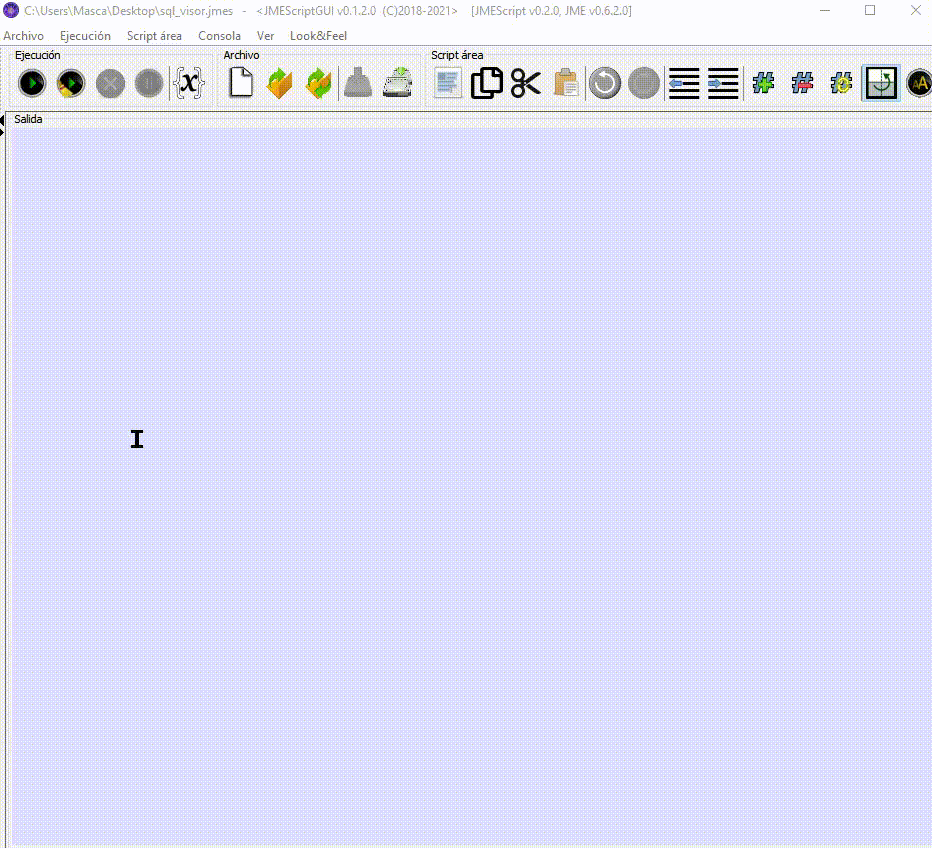 C:\Users\Masca\Desktop\sql_visor.jmes - <JMEScriptGUI v0.1.2.0 (C)2018-2021> [JMEScript v0.2.0, JME v0.6.2.0]
Archivo Ejecución Script área Consola Ver Look&Feel
Ejecución Archivo Script área
{x}
AA
Salida